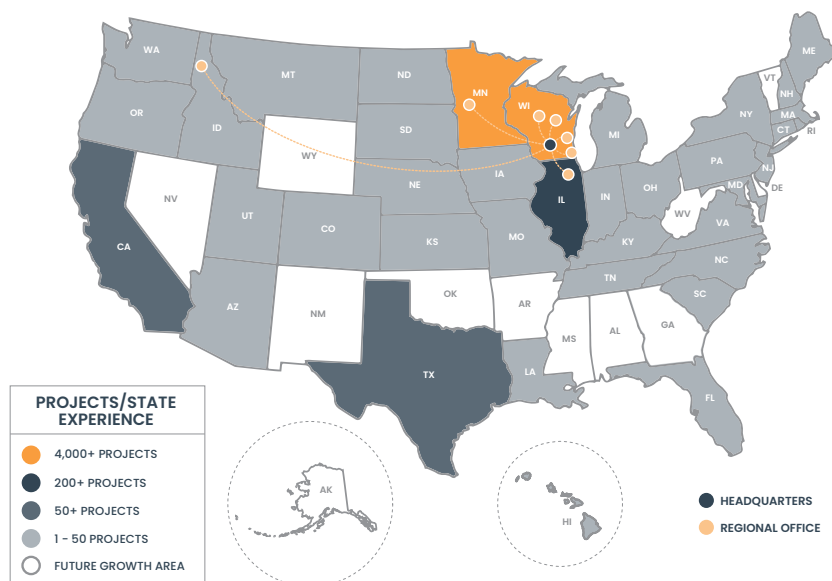 WA
OR
ID
MT
ND
SD
WY
NE
NV
UT
CO
KS
CA
AZ
NM
OK
TX
MN
WI
IA
IL
MO
AR
LA
MS
AL
GA
FL
TN
KY
IN
OH
MI
WV
VA
NC
SC
PA
NY
MD
DE
NJ
CT
RI
MA
NH
VT
ME
PROJECTS/STATE
EXPERIENCE
4,000+ PROJECTS
200+ PROJECTS
50+ PROJECTS
1 - 50 PROJECTS
FUTURE GROWTH AREA
AK
HI
HEADQUARTERS
REGIONAL OFFICE